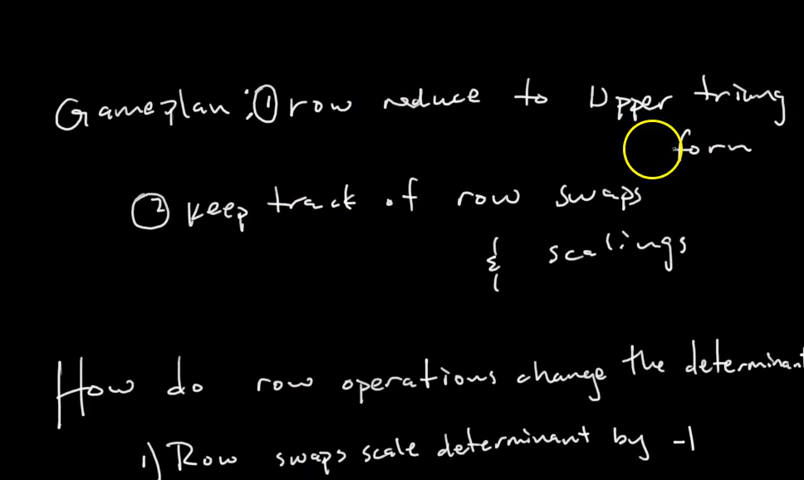 Gameplan: ① row reduce to Upper triang
form
② keep track of row swaps
& scalings
How do row operations change the determinant
1) Row swaps scale determinant by -1